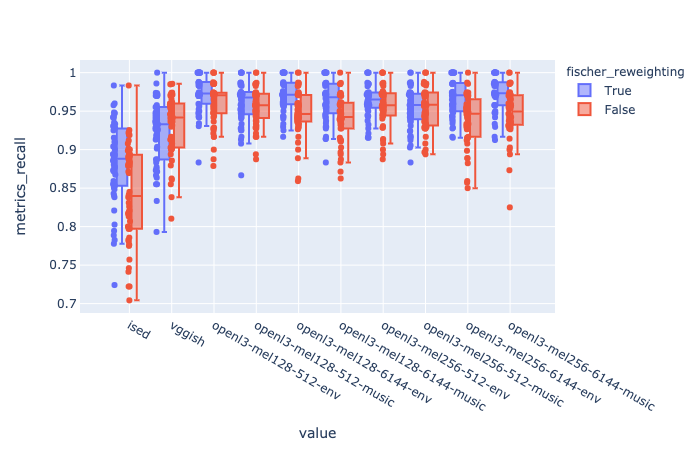 fischer_reweighting
True
False
metrics_recall
1
0.95
0.9
0.85
0.8
0.75
0.7
ised
vggish
openl3-mel128-512-env
openl3-mel128-512-music
openl3-mel128-6144-env
openl3-mel128-6144-music
openl3-mel256-512-env
openl3-mel256-512-music
openl3-mel256-6144-env
openl3-mel256-6144-music
value